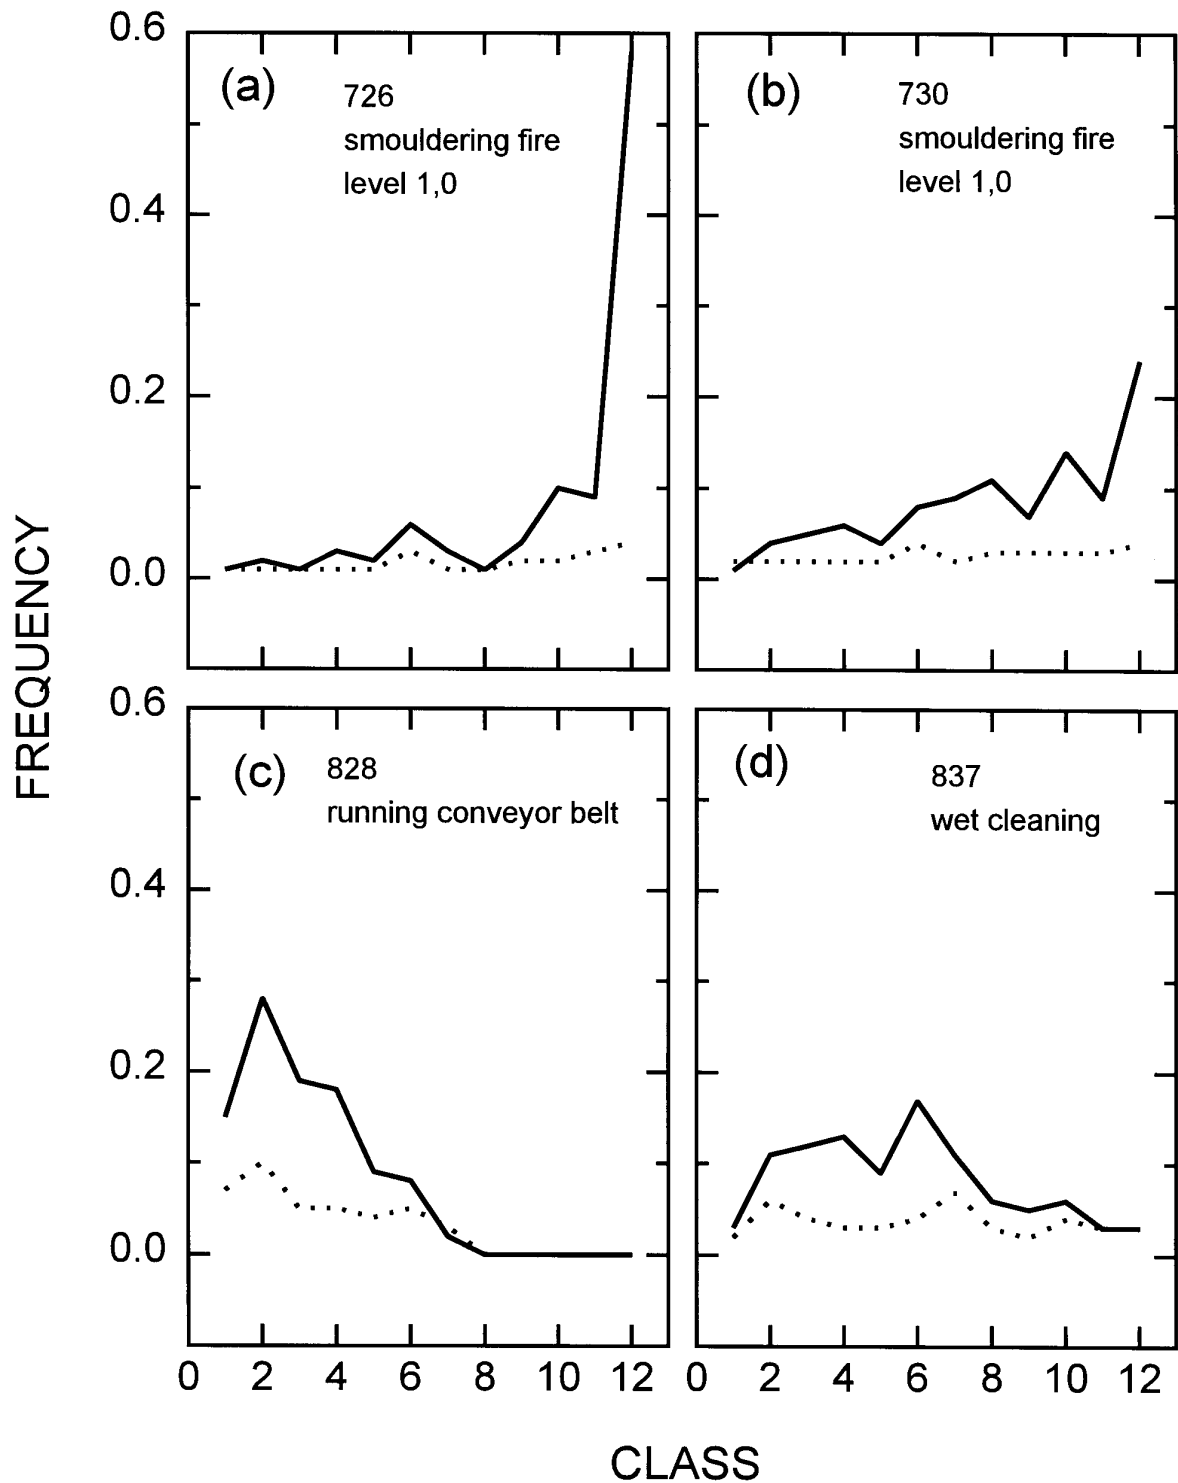 FREQUENCY
0.6
0.4
0.2
0.0
(a)
726
smouldering fire
level 1,0
(b)
730
smouldering fire
level 1,0
0.6
0.4
0.2
0.0
(c)
828
running conveyor belt
(d)
837
wet cleaning
0 2 4 6 8 10 12
0 2 4 6 8 10 12
CLASS